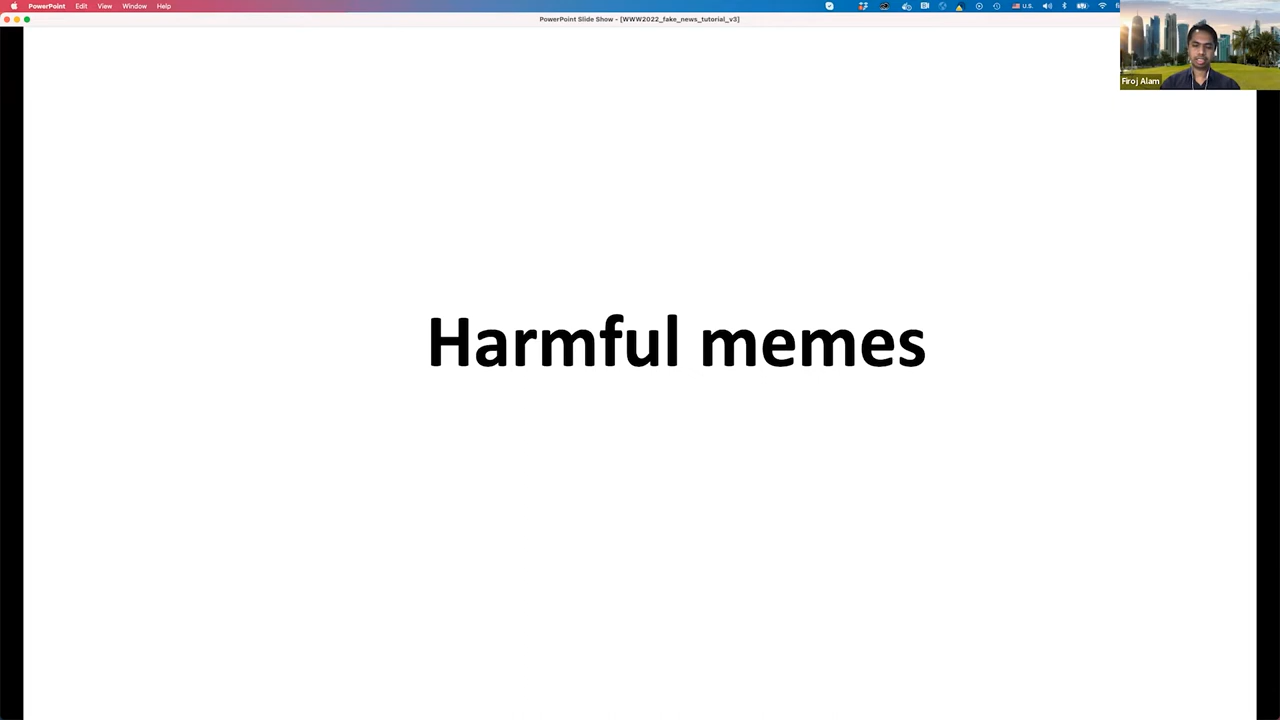 PowerPoint Edit View Window Help U.S.
PowerPoint Slide Show - [WWW2022_fake_news_tutorial_v3]
Firoj Alam
Harmful memes